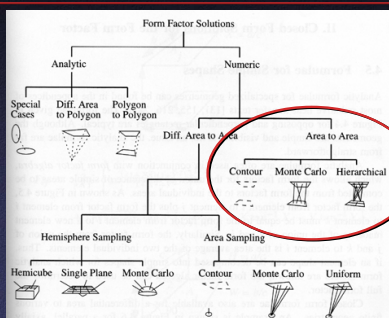 Form Factor Solutions
Analytic
Numeric
Special Cases
Diff. Area to Polygon
Polygon to Polygon
Diff. Area to Area
Area to Area
Contour
Monte Carlo
Hierarchical
Hemisphere Sampling
Area Sampling
Hemicube
Single Plane
Monte Carlo
Contour
Monte Carlo
Uniform